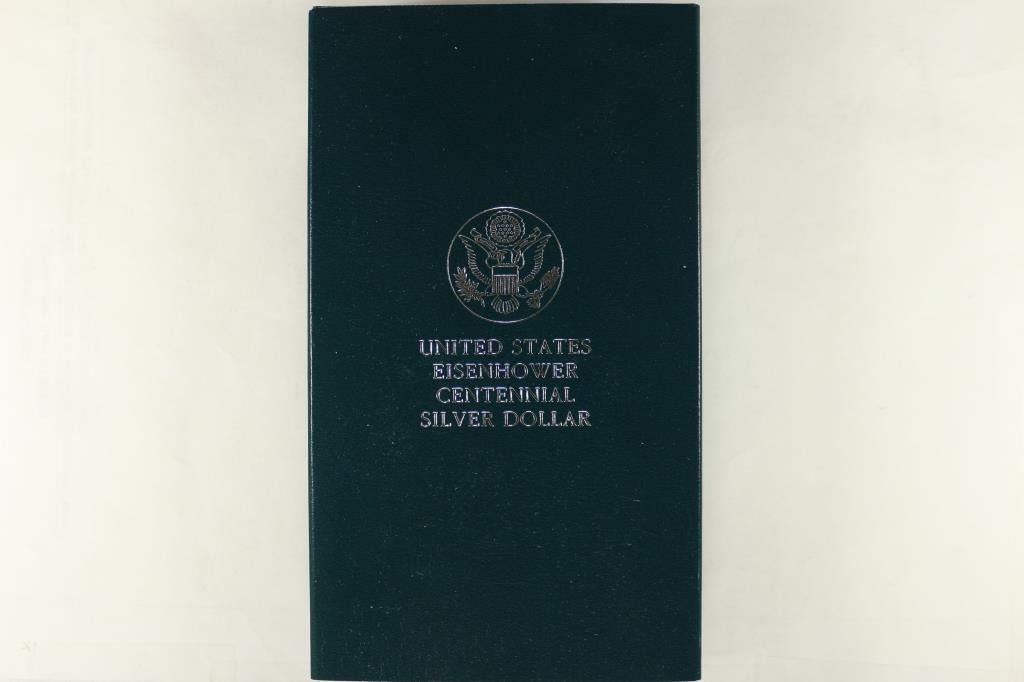 UNITED STATES
EISENHOWER
CENTENNIAL
SILVER DOLLAR